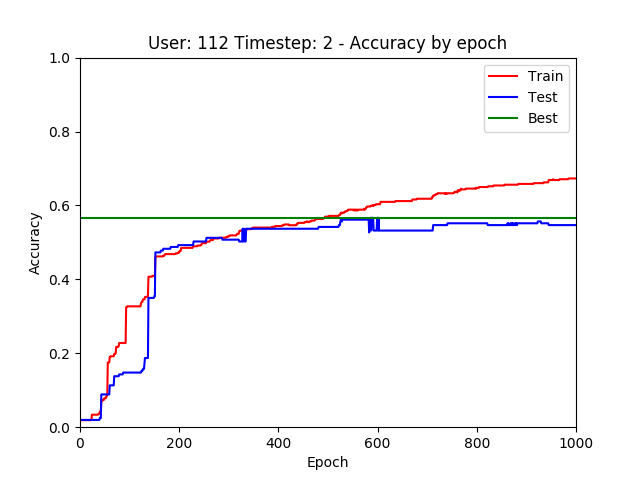 User: 112 Timestep: 2 - Accuracy by epoch
1.0
0.8
0.6
0.4
0.2
0.0
Accuracy
Train
Test
Best
0 200 400 600 800 1000
Epoch